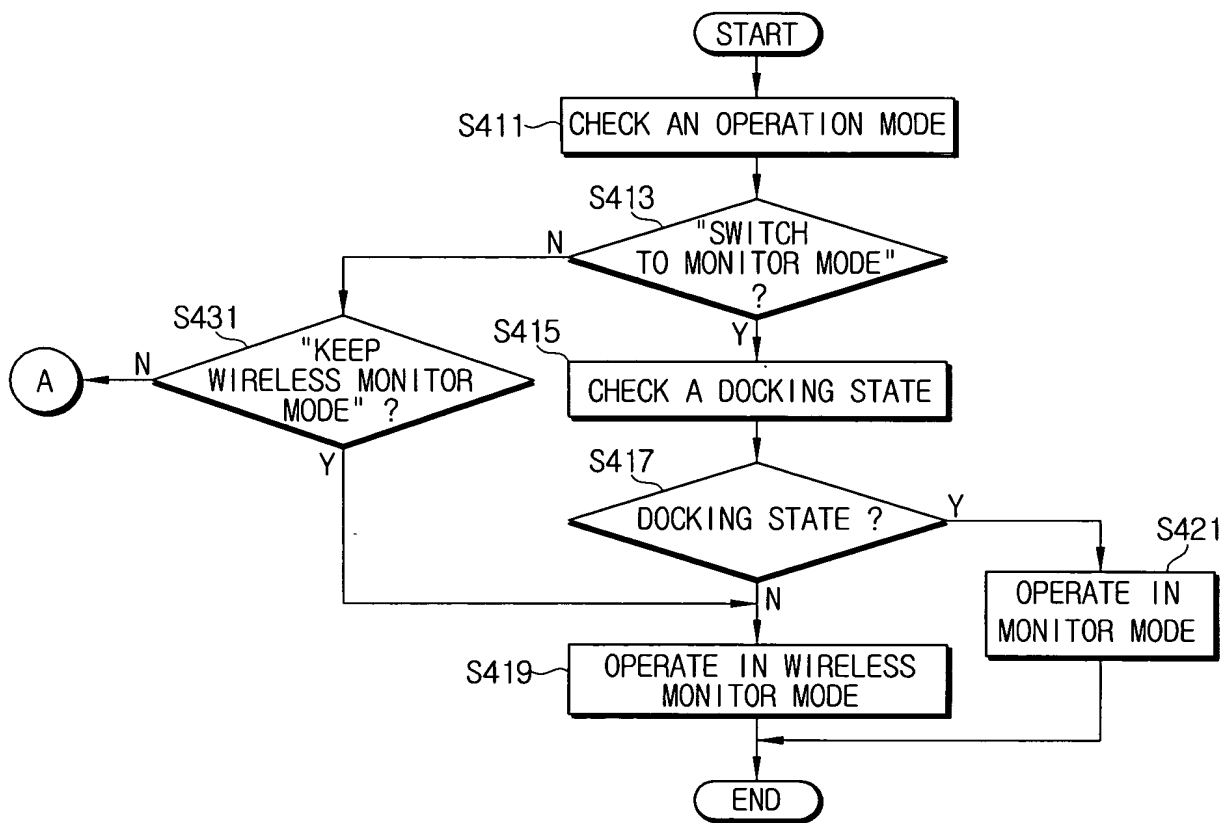 START
S411
CHECK AN OPERATION MODE
S413
"SWITCH
TO MONITOR MODE"
?
N
Y
S431
"KEEP
WIRELESS MONITOR
MODE" ?
N
A
Y
S415
CHECK A DOCKING STATE
S417
DOCKING STATE ?
Y
N
S421
OPERATE IN
MONITOR MODE
S419
OPERATE IN WIRELESS
MONITOR MODE
END